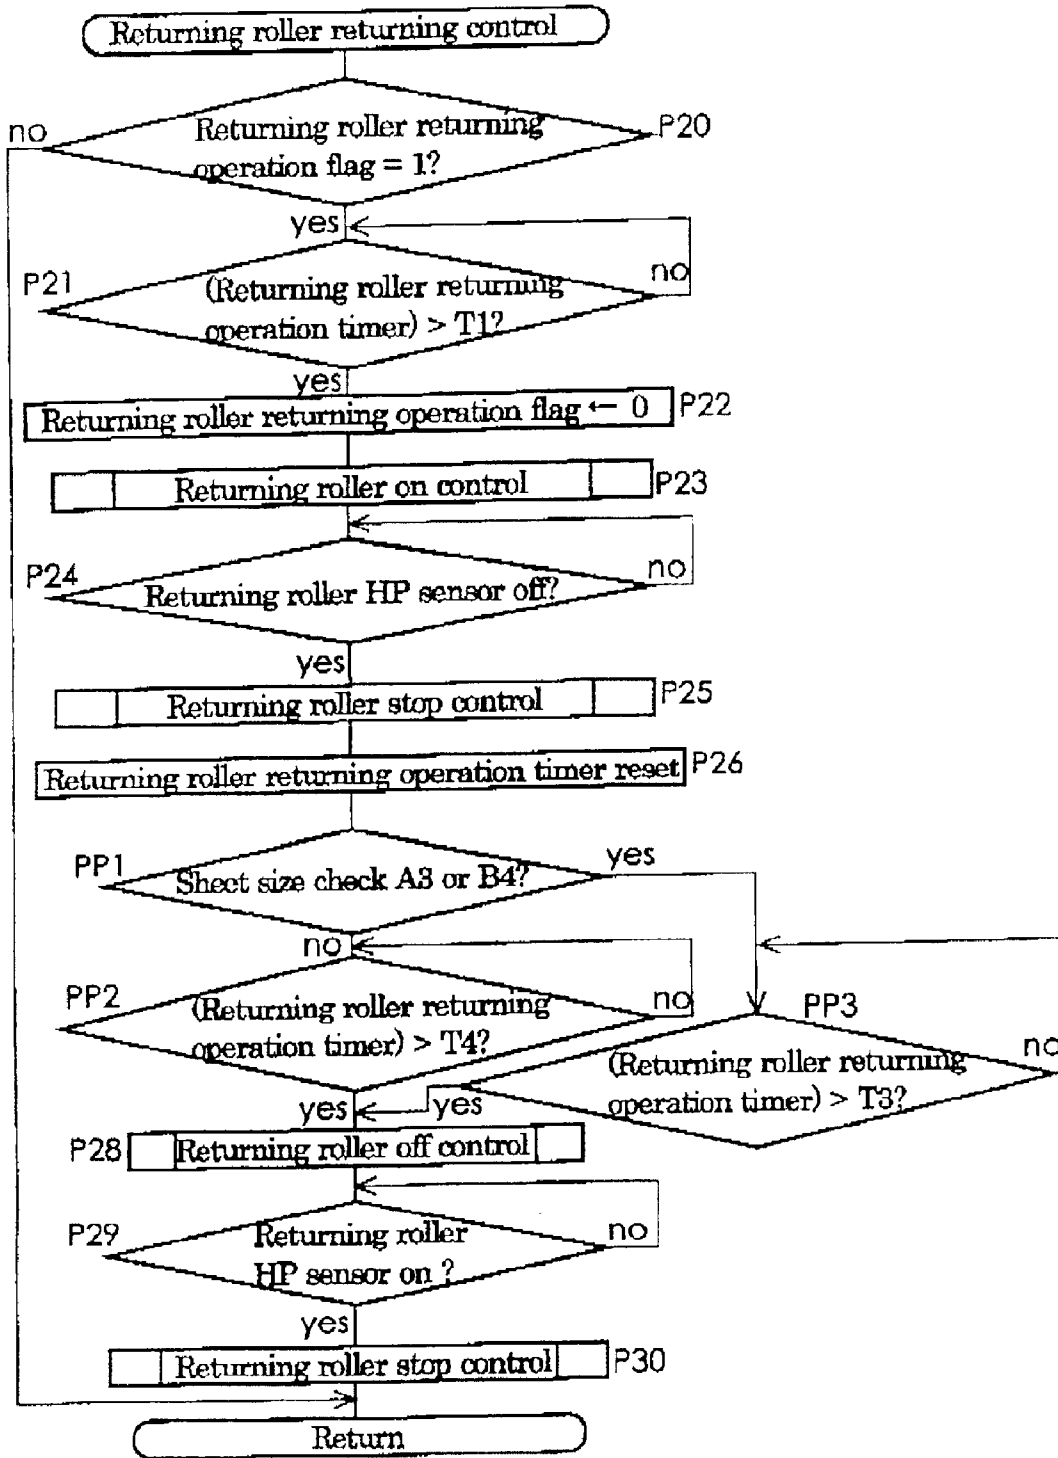 Returning roller returning control
no
Returning roller returning
operation flag = 1?
P20
yes
P21
(Returning roller returning
operation timer) > T1?
no
yes
Returning roller returning operation flag ← 0
P22
Returning roller on control
P23
P24
Returning roller HP sensor off?
no
yes
Returning roller stop control
P25
Returning roller returning operation timer reset
P26
PP1
Sheet size check A3 or B4?
yes
no
PP2
(Returning roller returning
operation timer) > T4?
no
PP3
(Returning roller returning
operation timer) > T3?
no
yes
yes
P28
Returning roller off control
P29
Returning roller
HP sensor on ?
no
yes
Returning roller stop control
P30
Return